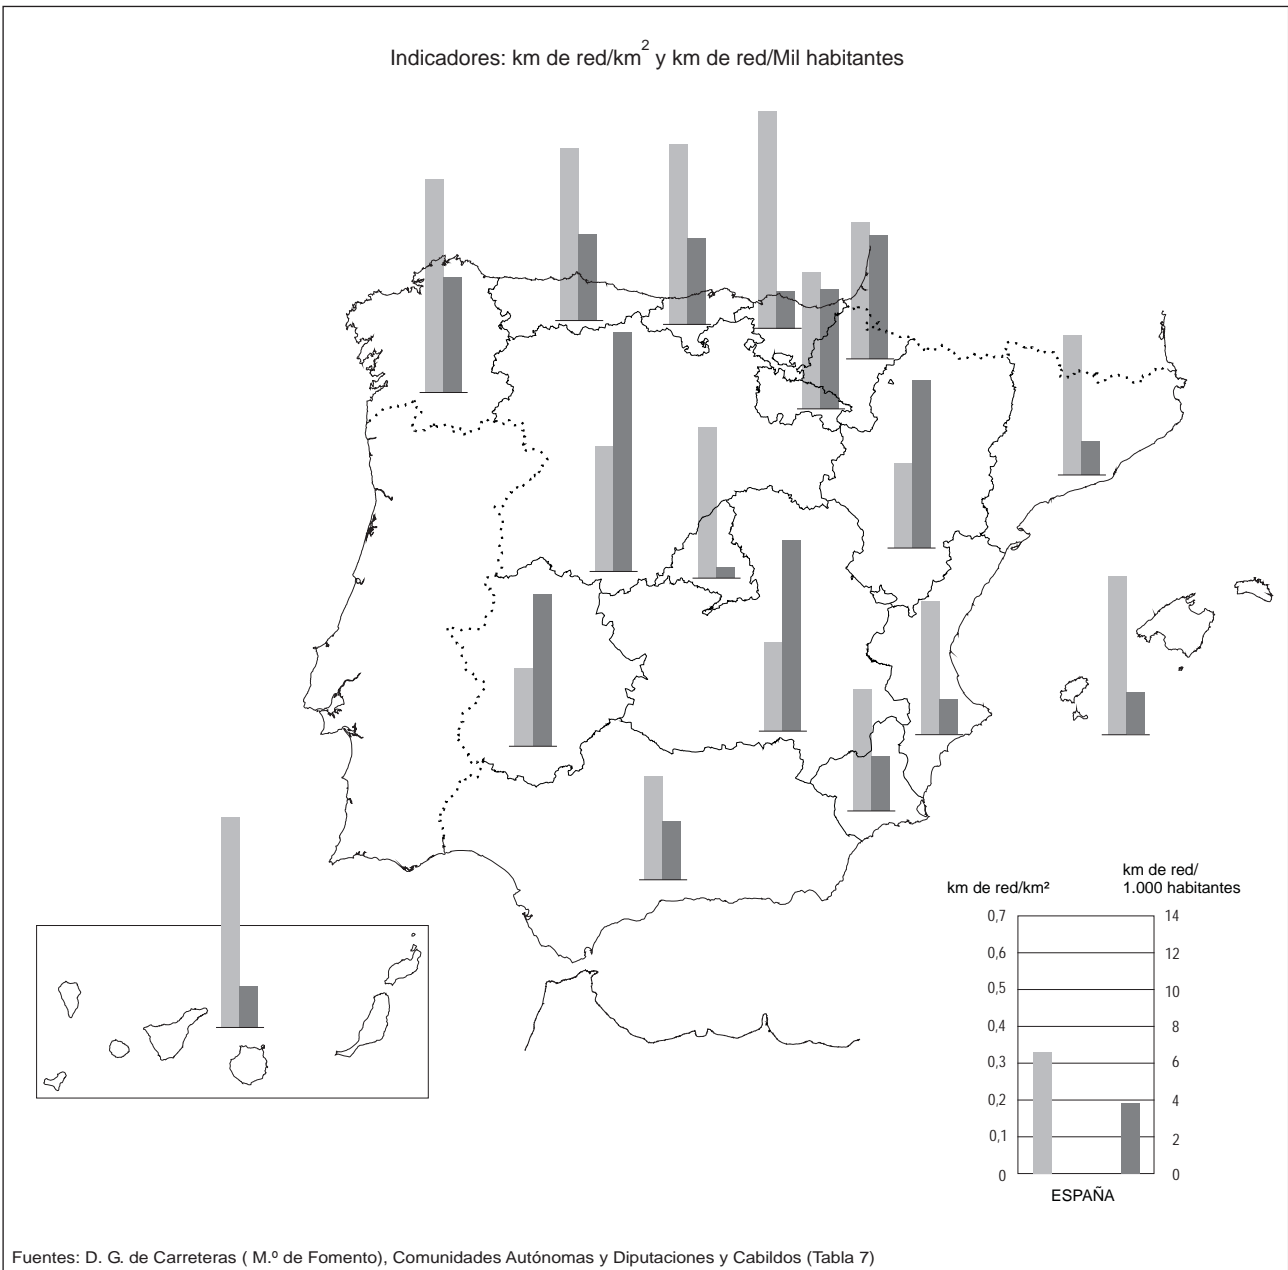 Indicadores: km de red/km² y km de red/Mil habitantes
km de red/km²
km de red/
1.000 habitantes
0,7
14
0,6
12
0,5
10
0,4
8
0,3
6
0,2
4
0,1
2
0
0
ESPAÑA
Fuentes: D. G. de Carreteras ( M.º de Fomento), Comunidades Autónomas y Diputaciones y Cabildos (Tabla 7)